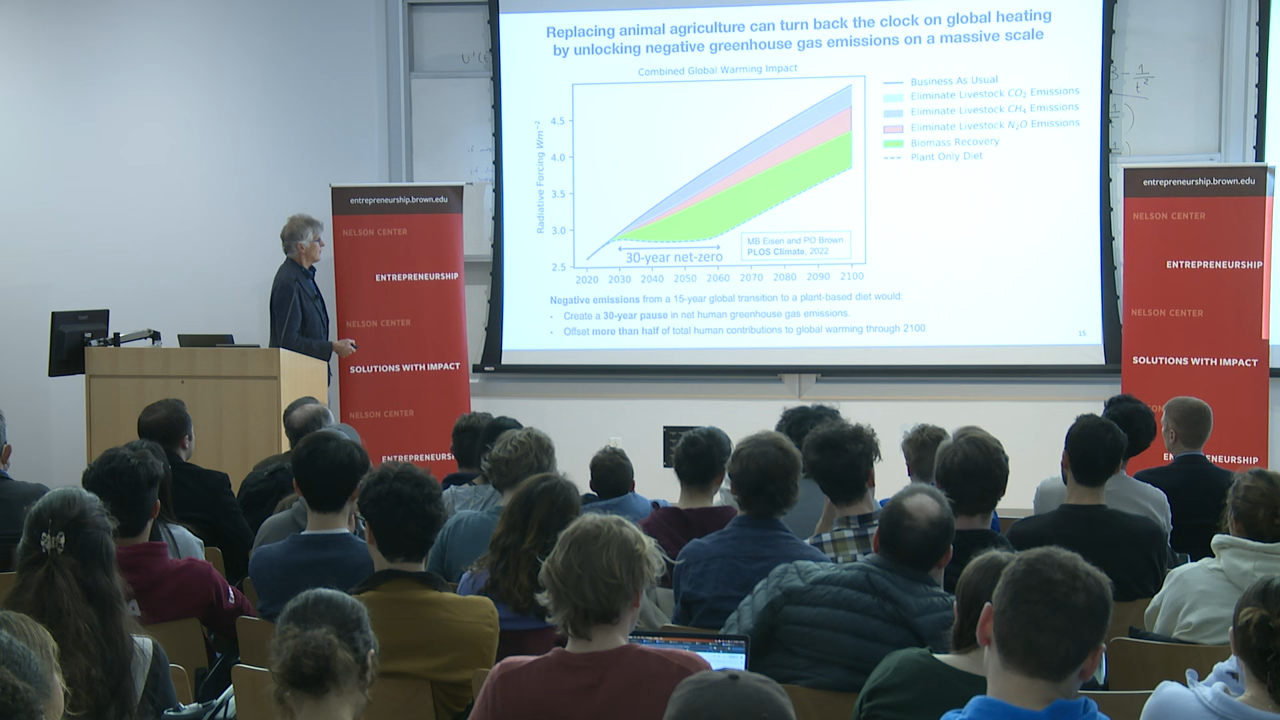 Replacing animal agriculture can turn back the clock on global heating
by unlocking negative greenhouse gas emissions on a massive scale
Combined Global Warming Impact
Radiative Forcing Wm⁻²
4.5
4.0
3.5
3.0
2.5
2020 2030 2040 2050 2060 2070 2080 2090 2100
30-year net-zero
MB Eisen and PO Brown
PLOS Climate, 2022
Business As Usual
Eliminate Livestock CO₂ Emissions
Eliminate Livestock CH₄ Emissions
Eliminate Livestock N₂O Emissions
Biomass Recovery
Plant Only Diet
Negative emissions from a 15-year global transition to a plant-based diet would:
• Create a 30-year pause in net human greenhouse gas emissions.
• Offset more than half of total human contributions to global warming through 2100
15
entrepreneurship.brown.edu
NELSON CENTER
ENTREPRENEURSHIP
NELSON CENTER
SOLUTIONS WITH IMPACT
NELSON CENTER
ENTREPRENEURSH
entrepreneurship.brown.edu
NELSON CENTER
ENTREPRENEURSHIP
NELSON CENTER
SOLUTIONS WITH IMPACT
ENTREPRENEURSHIP